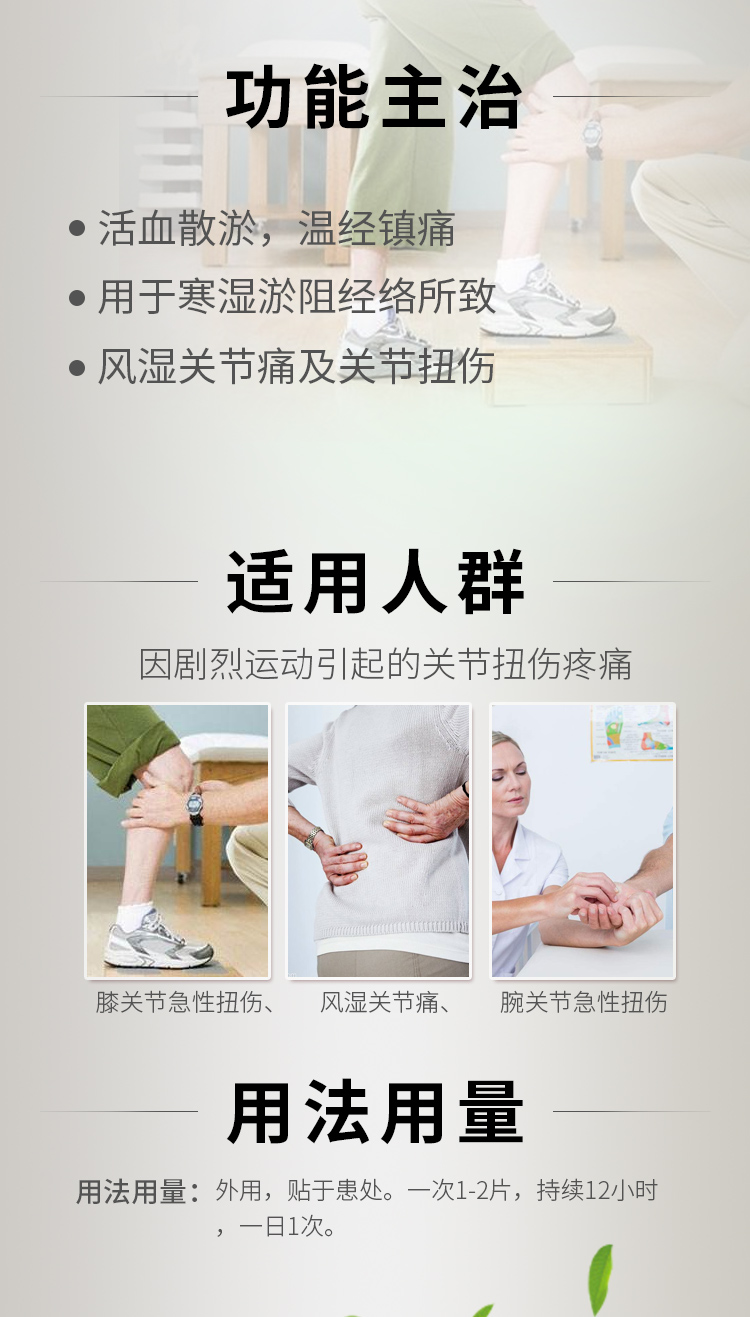 功能主治
● 活血散淤，温经镇痛
● 用于寒湿淤阻经络所致
● 风湿关节痛及关节扭伤
适用人群
因剧烈运动引起的关节扭伤疼痛
膝关节急性扭伤、 风湿关节痛、 腕关节急性扭伤
用法用量
用法用量：外用，贴于患处。一次1-2片，持续12小时
，一日1次。